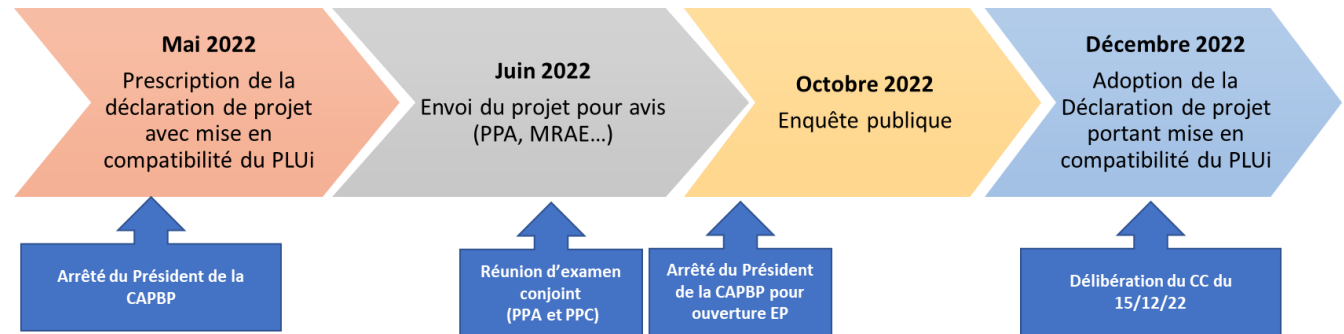 Mai 2022
Prescription de la
déclaration de projet
avec mise en
compatibilité du PLUi
Juin 2022
Envoi du projet pour avis
(PPA, MRAE...)
Octobre 2022
Enquête publique
Décembre 2022
Adoption de la
Déclaration de projet
portant mise en
compatibilité du PLUi
Arrêté du Président de la
CAPBP
Réunion d'examen
conjoint
(PPA et PPC)
Arrêté du Président
de la CAPBP pour
ouverture EP
Délibération du CC du
15/12/22